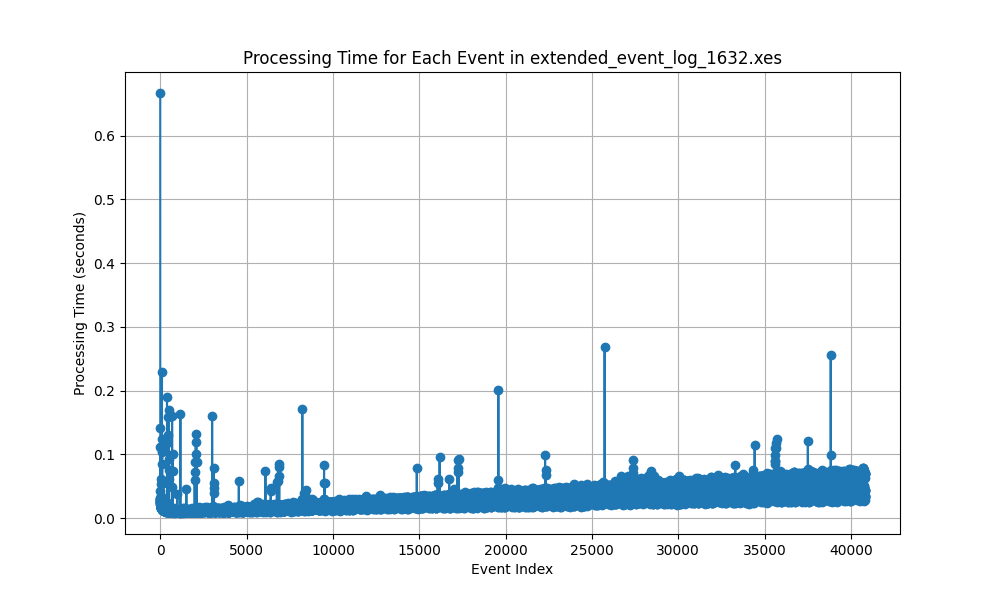 Processing Time for Each Event in extended_event_log_1632.xes
Processing Time (seconds)
0.6
0.5
0.4
0.3
0.2
0.1
0.0
0 5000 10000 15000 20000 25000 30000 35000 40000
Event Index